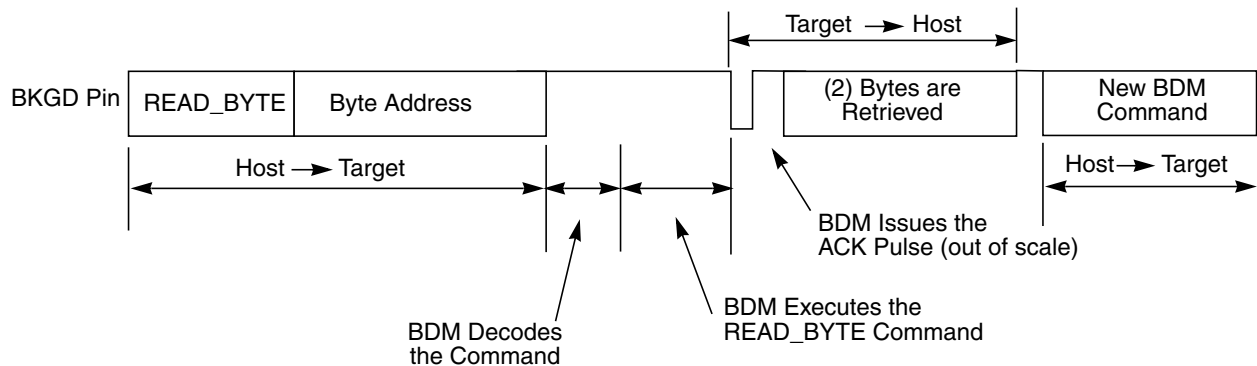 Target → Host
BKGD Pin
READ_BYTE
Byte Address
(2) Bytes are
Retrieved
New BDM
Command
Host → Target
Host → Target
BDM Issues the
ACK Pulse (out of scale)
BDM Decodes
the Command
BDM Executes the
READ_BYTE Command